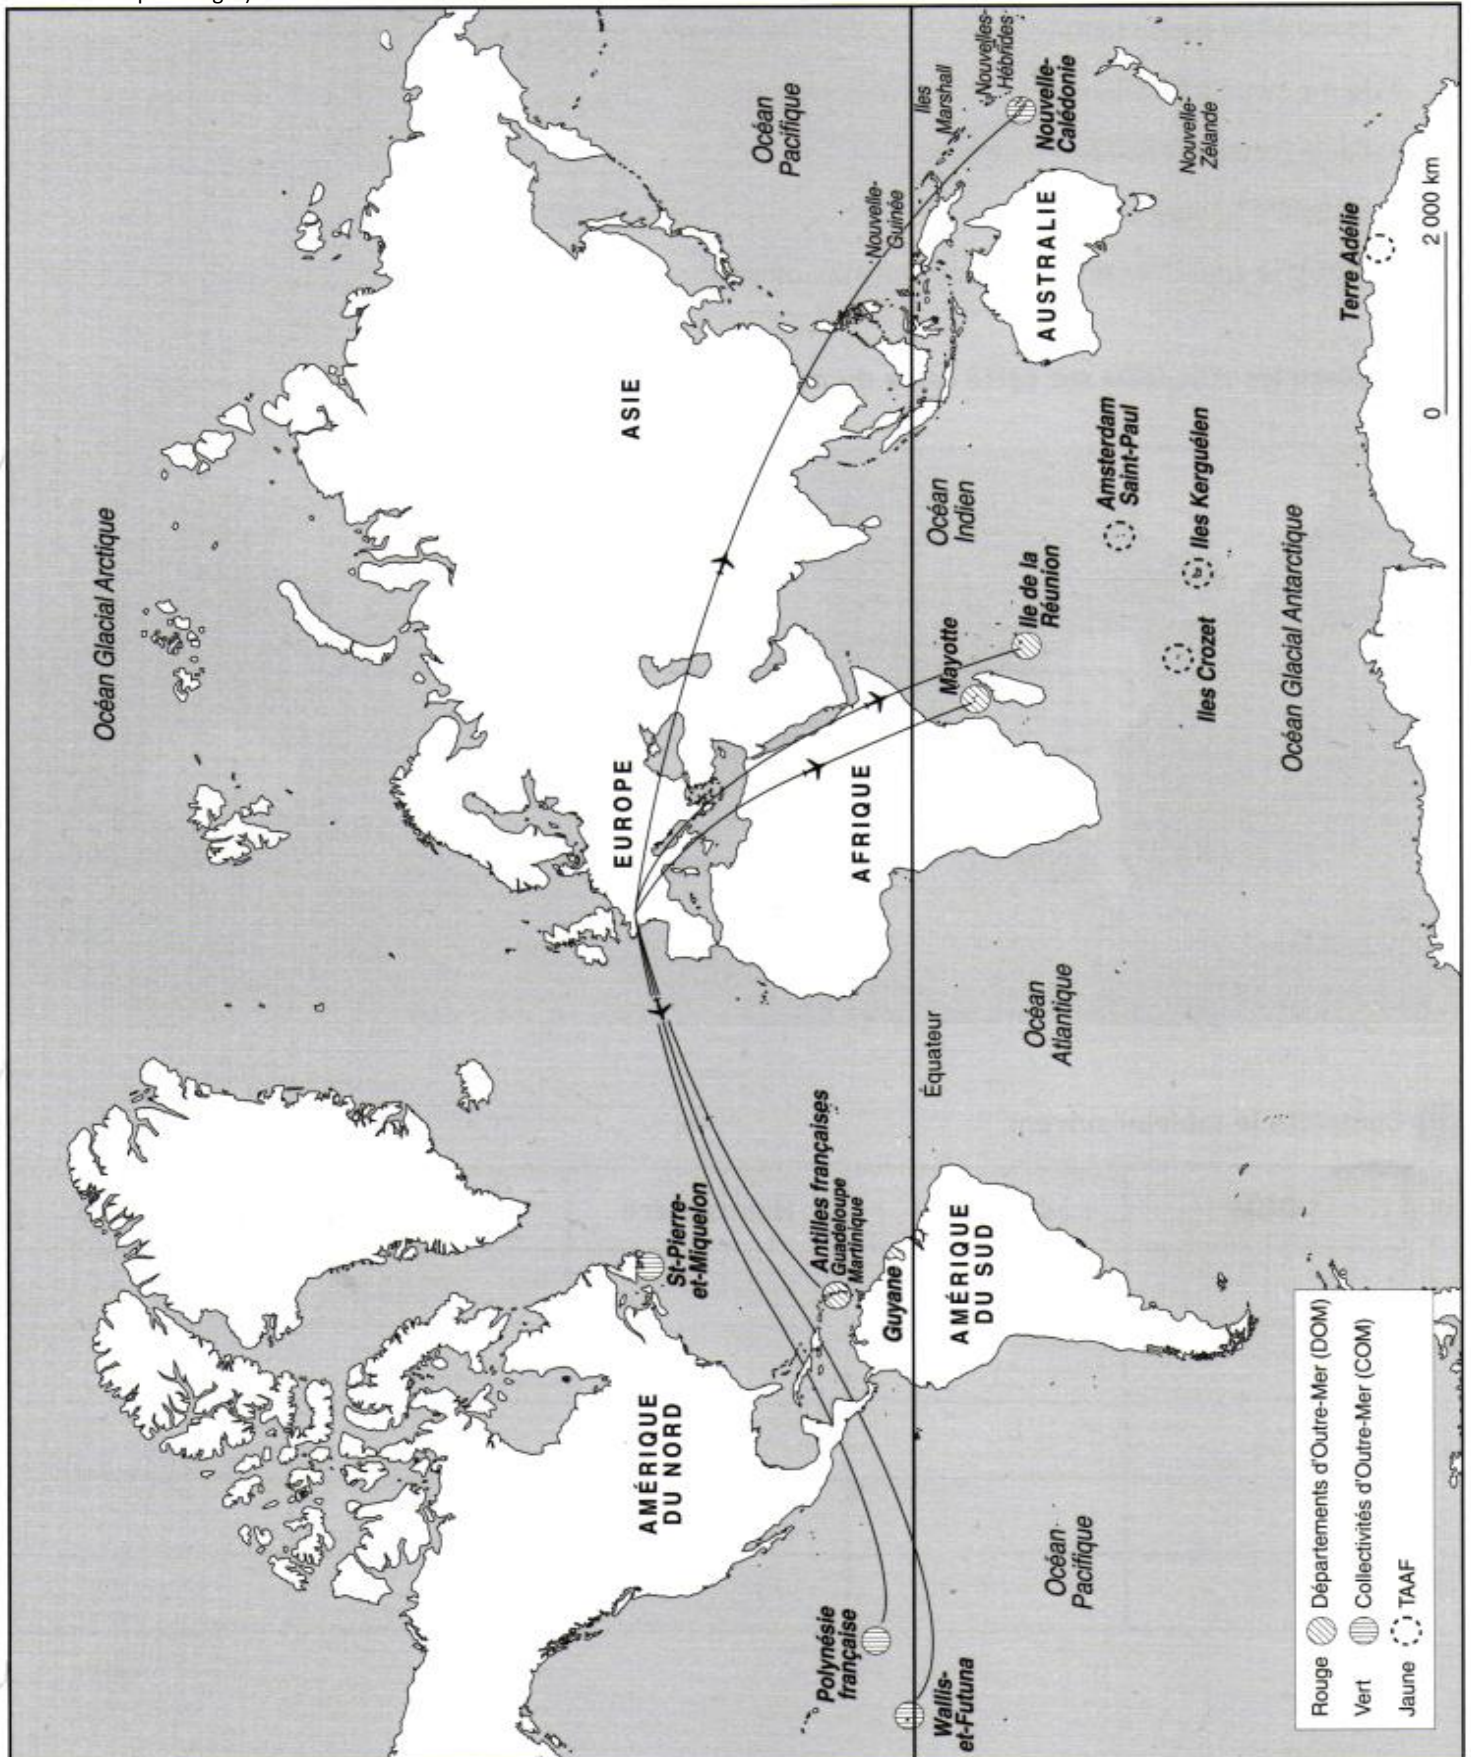 Océan Glacial Arctique
Océan
Pacifique
ASIE
EUROPE
AMÉRIQUE
DU NORD
St-Pierre-
et-Miquelon
Antilles françaises
Guadeloupe
Martinique
Guyane
AMÉRIQUE
DU SUD
Polynésie
française
Wallis-
et-Futuna
Océan
Pacifique
Équateur
Océan
Atlantique
AFRIQUE
Mayotte
Ile de la
Réunion
Océan
Indien
Nouvelle-
Guinée
Iles
Marshall
Nouvelles-
Hébrides
Nouvelle-
Calédonie
AUSTRALIE
Nouvelle-
Zélande
Amsterdam
Saint-Paul
Iles Crozet
Iles Kerguélen
Océan Glacial Antarctique
Terre Adélie
0 2 000 km
Rouge Départements d'Outre-Mer (DOM)
Vert Collectivités d'Outre-Mer (COM)
Jaune TAAF